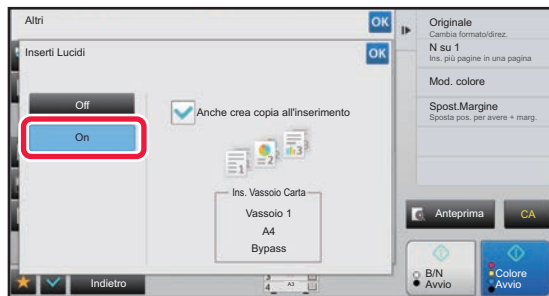 Altri
OK
Inserti Lucidi
OK
Off
On
Anche crea copia all'inserimento
1
2
3
Ins. Vassoio Carta
Vassoio 1
A4
Bypass
Indietro
4
A3
Originale
Cambia formato/direz.
N su 1
Ins. più pagine in una pagina
Mod. colore
Spost.Margine
Sposta pos. per avere + marg.
Anteprima
CA
B/N
Avvio
Colore
Avvio